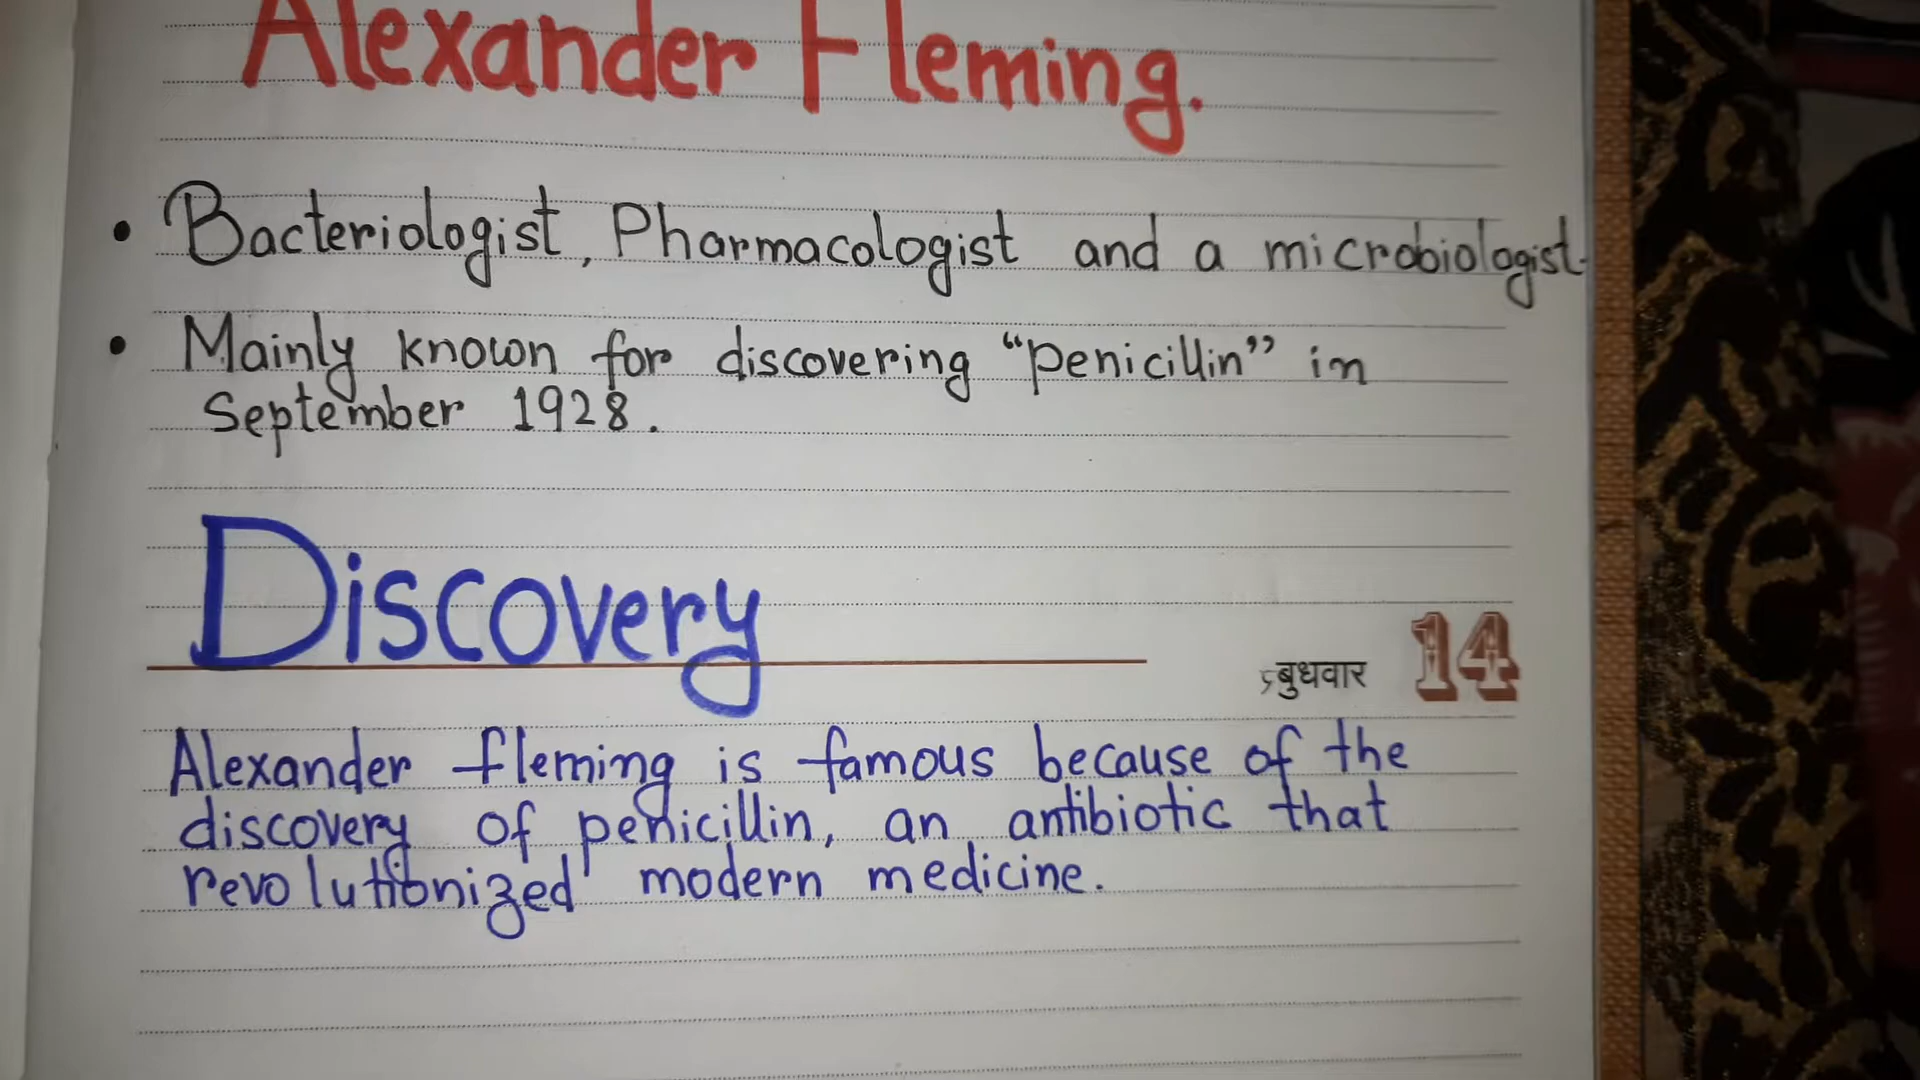 Alexander Fleming.
• Bacteriologist, Pharmacologist and a microbiologist.
• Mainly known for discovering “penicillin” in
September 1928.
Discovery
बुधवार 14
Alexander fleming is famous because of the
discovery of penicillin, an antibiotic that
revolutionized modern medicine.